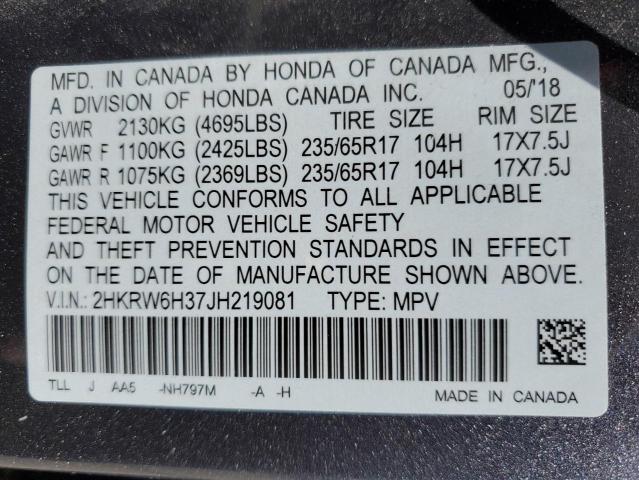 MFD. IN CANADA BY HONDA OF CANADA MFG.,
A DIVISION OF HONDA CANADA INC. 05/'18
GVWR 2130KG (4695LBS) TIRE SIZE RIM SIZE
GAWR F 1100KG (2425LBS) 235/65R17 104H 17X7.5J
GAWR R 1075KG (2369LBS) 235/65R17 104H 17X7.5J
THIS VEHICLE CONFORMS TO ALL APPLICABLE
FEDERAL MOTOR VEHICLE SAFETY
AND THEFT PREVENTION STANDARDS IN EFFECT
ON THE DATE OF MANUFACTURE SHOWN ABOVE.
V.I.N.: 2HKRW6H37JH219081 TYPE: MPV
TLL J AA5 -NH797M -A -H
MADE IN CANADA